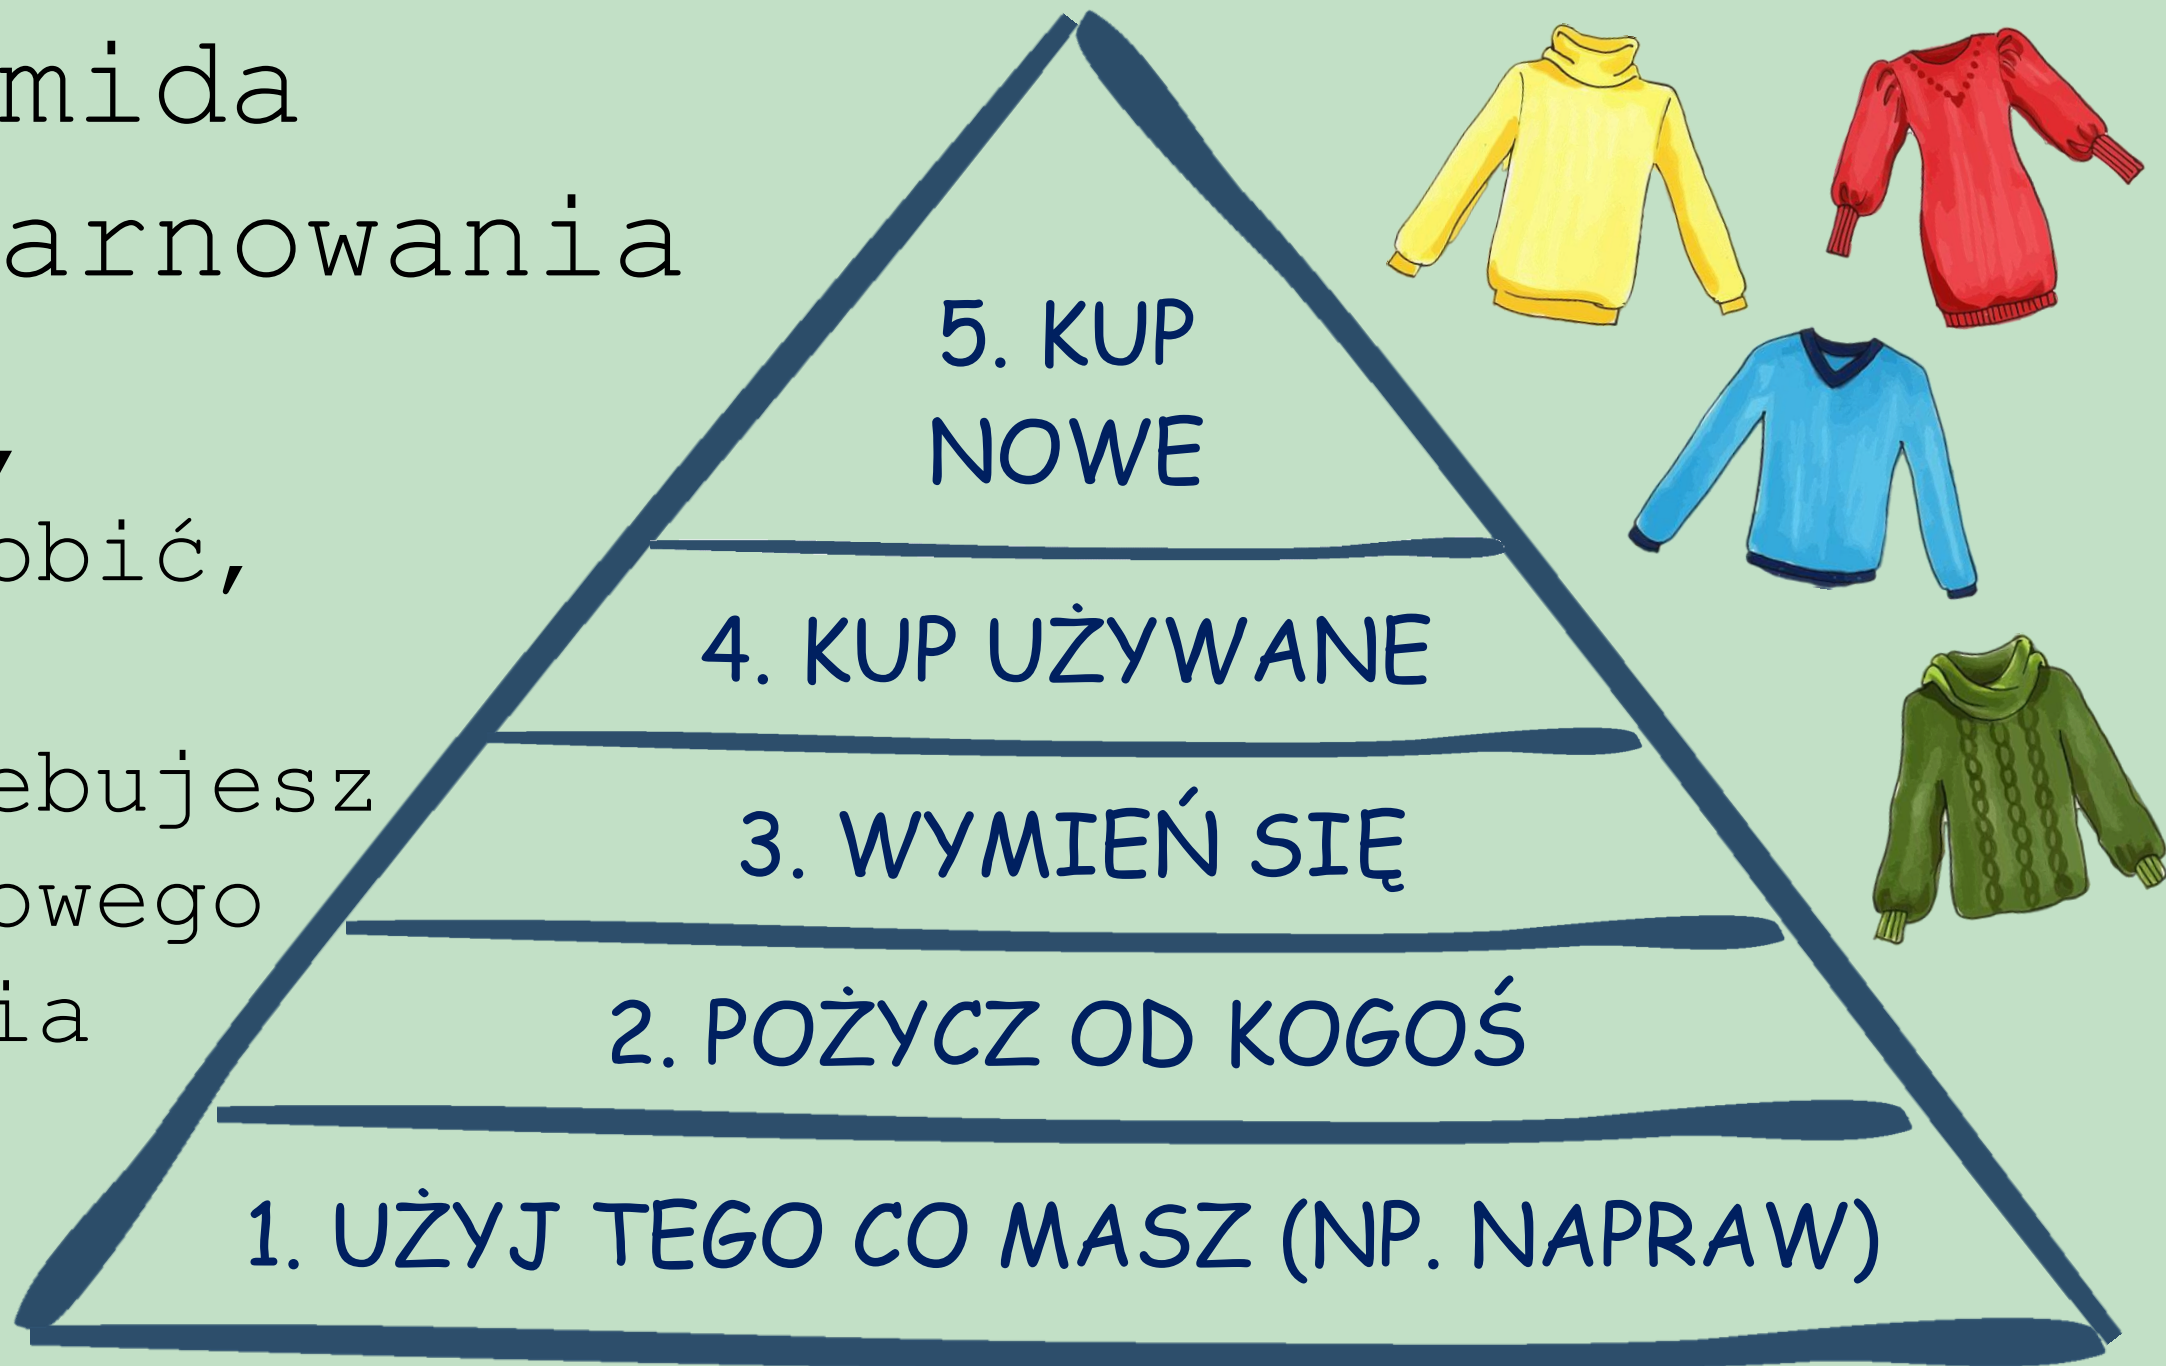 mida
arnowania
,
obić,
ebujesz
owego
ia
5. KUP
NOWE
4. KUP UŻYWANE
3. WYMIEŃ SIĘ
2. POŻYCZ OD KOGOŚ
1. UŻYJ TEGO CO MASZ (NP. NAPRAW)